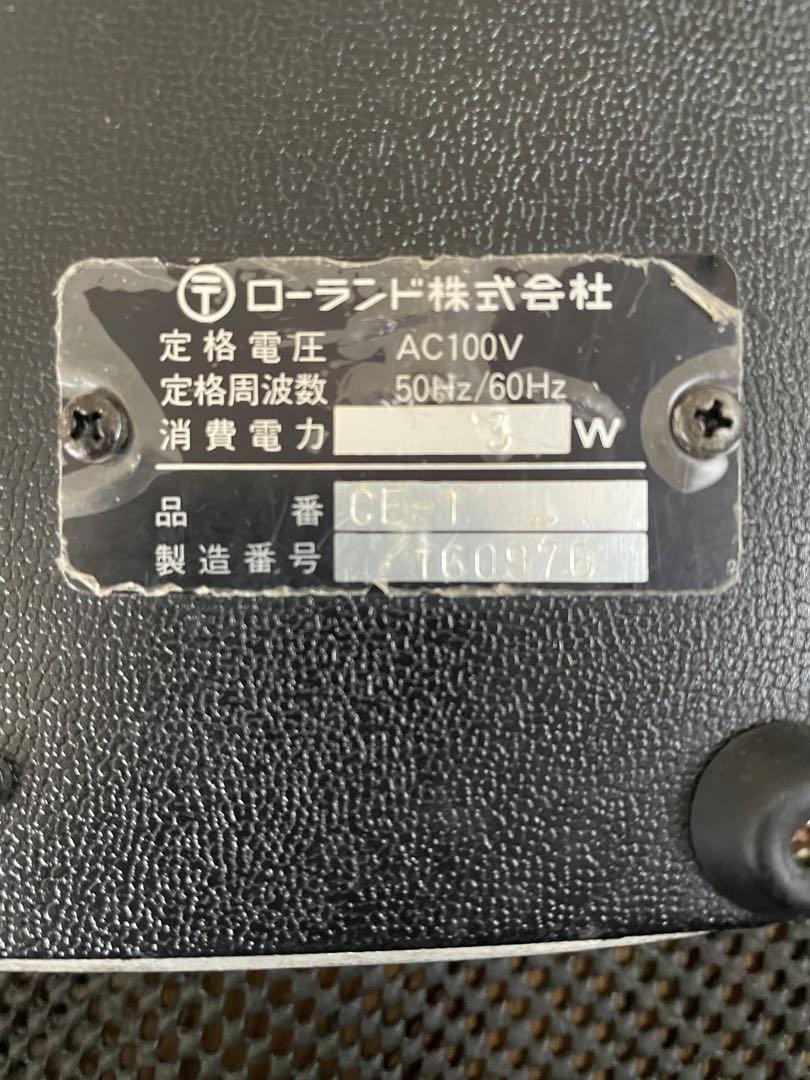 〒 ローランド株式会社
定格電圧 AC100V
定格周波数 50Hz/60Hz
消費電力 3 W
品番 CE-1
製造番号 160976